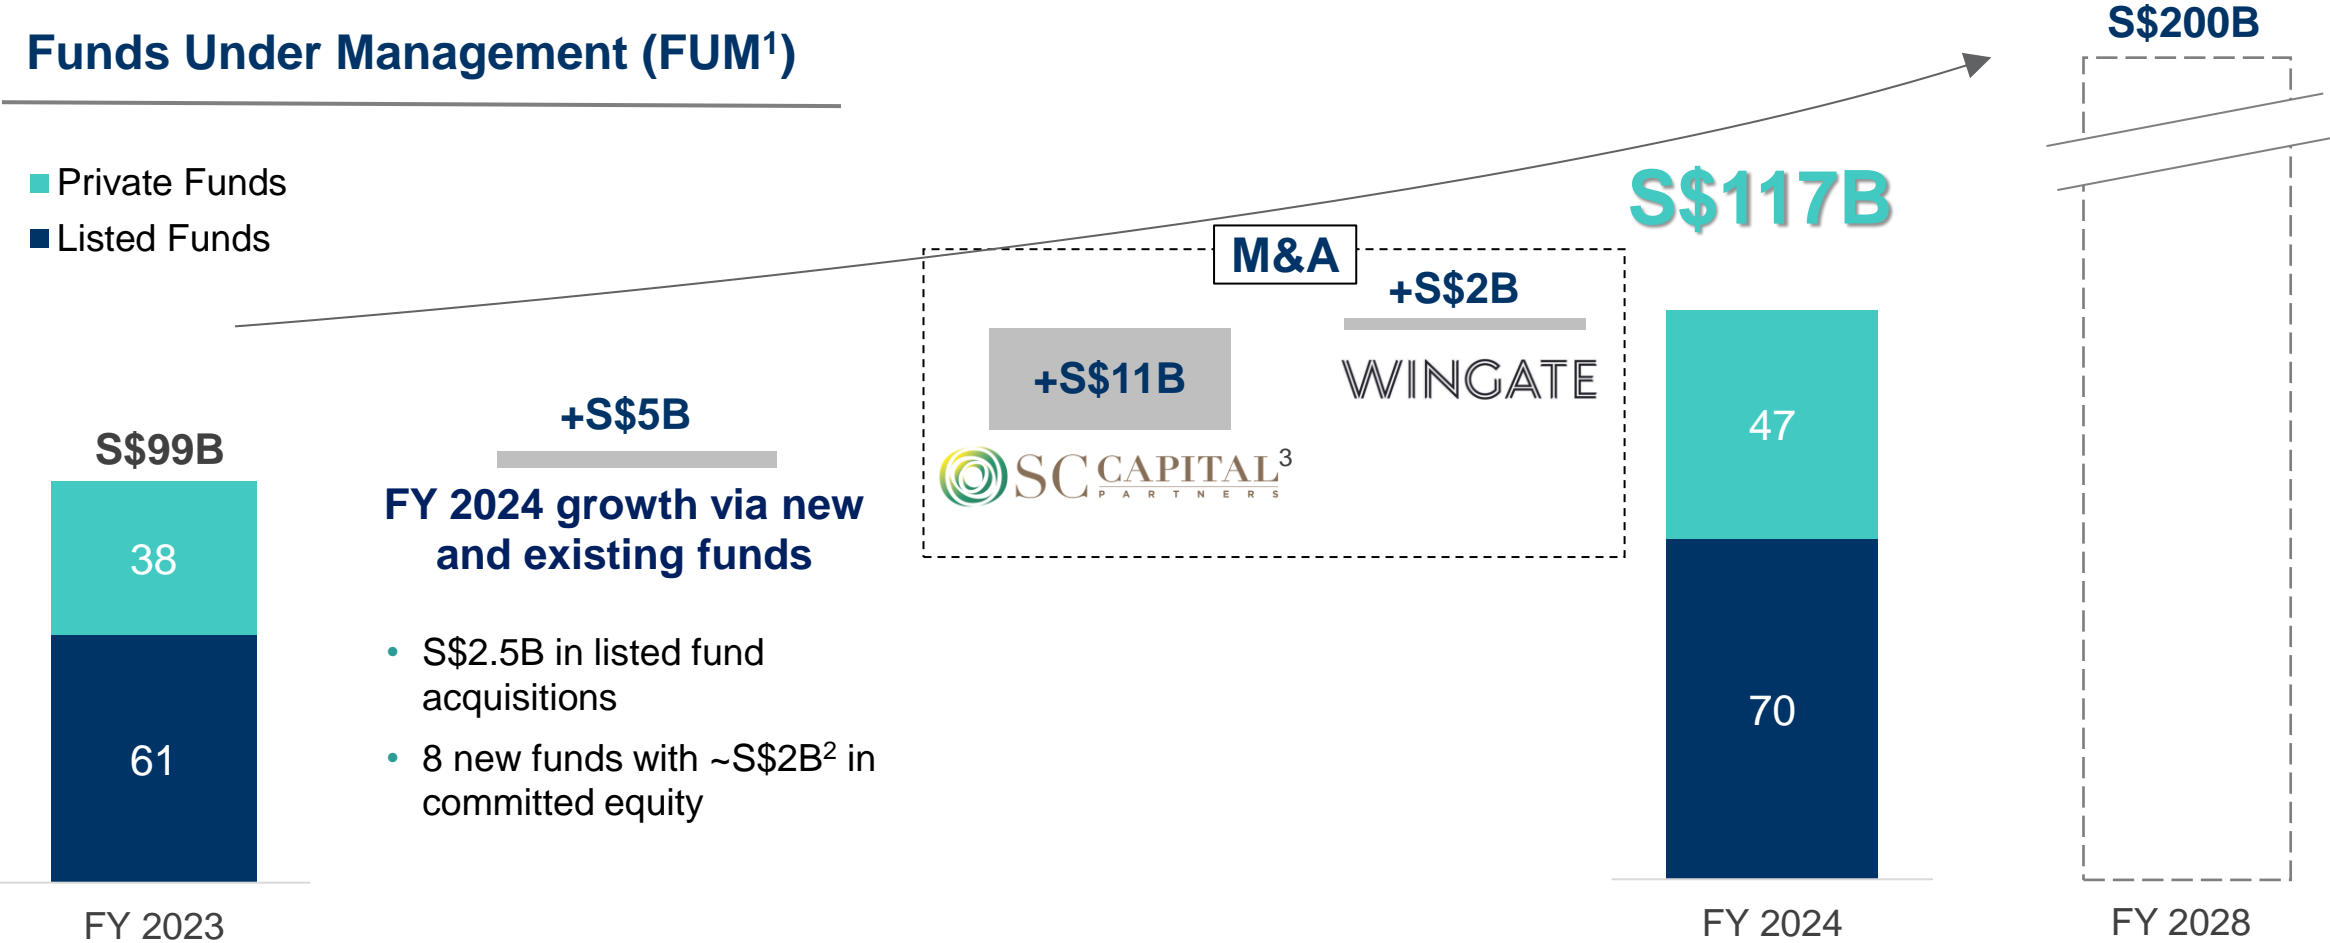 Funds Under Management (FUM1)
Private Funds
Listed Funds
S$99B
38
61
FY 2023
+S$5B
FY 2024 growth via new
and existing funds
• S$2.5B in listed fund
acquisitions
• 8 new funds with ~S$2B2 in
committed equity
M&A
+S$11B
SC CAPITAL3
PARTNERS
+S$2B
WINGATE
S$117B
47
70
FY 2024
S$200B
FY 2028